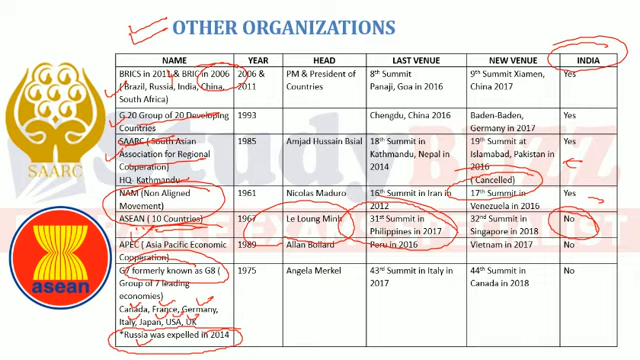 OTHER ORGANIZATIONS
NAME YEAR HEAD LAST VENUE NEW VENUE INDIA
BRICS in 2011 & BRIC in 2006 2006 & PM & President of 8th Summit 9th Summit Xiamen, Yes
( Brazil, Russia, India, China, 2011 Countries Panaji, Goa in 2016 China 2017
South Africa)
G.20 Group of 20 Developing 1993 Chengdu, China 2016 Baden-Baden, Yes
Countries Germany in 2017
SAARC ( South Asian 1985 Amjad Hussain Bsial 18th Summit in 19th Summit at Yes
Association for Regional Kathmandu, Nepal in Islamabad, Pakistan in
Cobperation) 2014 2016
HQ- Kathmandu (Cancelled)
NAM (Non Aligned 1961 Nicolas Maduro 16th Summit in Iran in 17th Summit in Yes
Movement) 2012 Venezuela in 2016
ASEAN ( 10 Countries) 1967 Le Loung Minh 31st Summit in 32nd Summit in No
Philippines in 2017 Singapore in 2018
APEC ( Asia Pacific Economic 1989 Allan Bollard Peru in 2016 Vietnam in 2017 No
Copperation)
G7 formerly known as G8 ( 1975 Angela Merkel 43rd Summit in Italy in 44th Summit in No
Group of 7 leading 2017 Canada in 2018
economies)
Canada, France, Germany,
Italy, Japan, USA, UK
*Russia was expelled in 2014
SAARC
asean